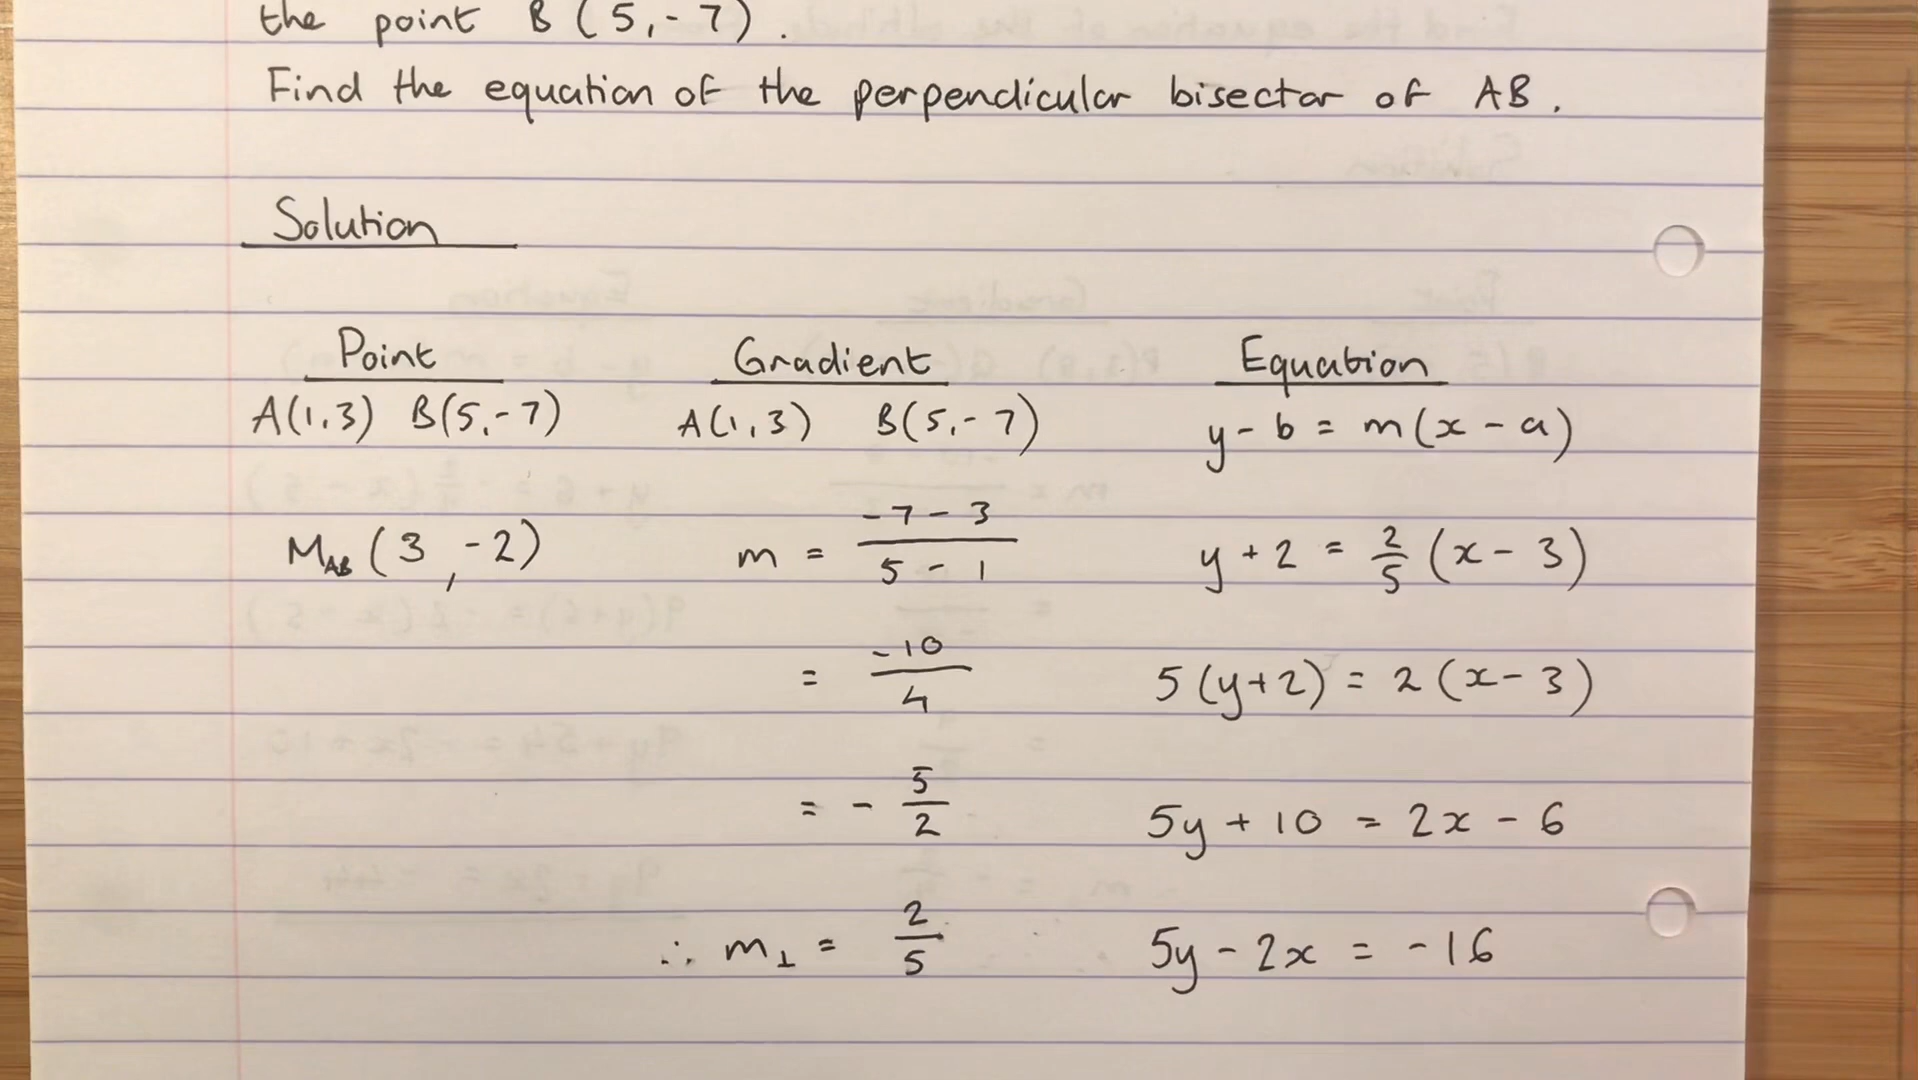 the point B(5,-7).
Find the equation of the perpendicular bisector of AB.
Solution
Point
A(1,3) B(5,-7)
M_AB (3,-2)
Gradient
A(1,3) B(5,-7)
m = (-7-3)/(5-1)
= -10/4
= -5/2
∴ m⊥ = 2/5
Equation
y - b = m(x - a)
y + 2 = 2/5 (x - 3)
5(y+2) = 2(x-3)
5y + 10 = 2x - 6
5y - 2x = -16